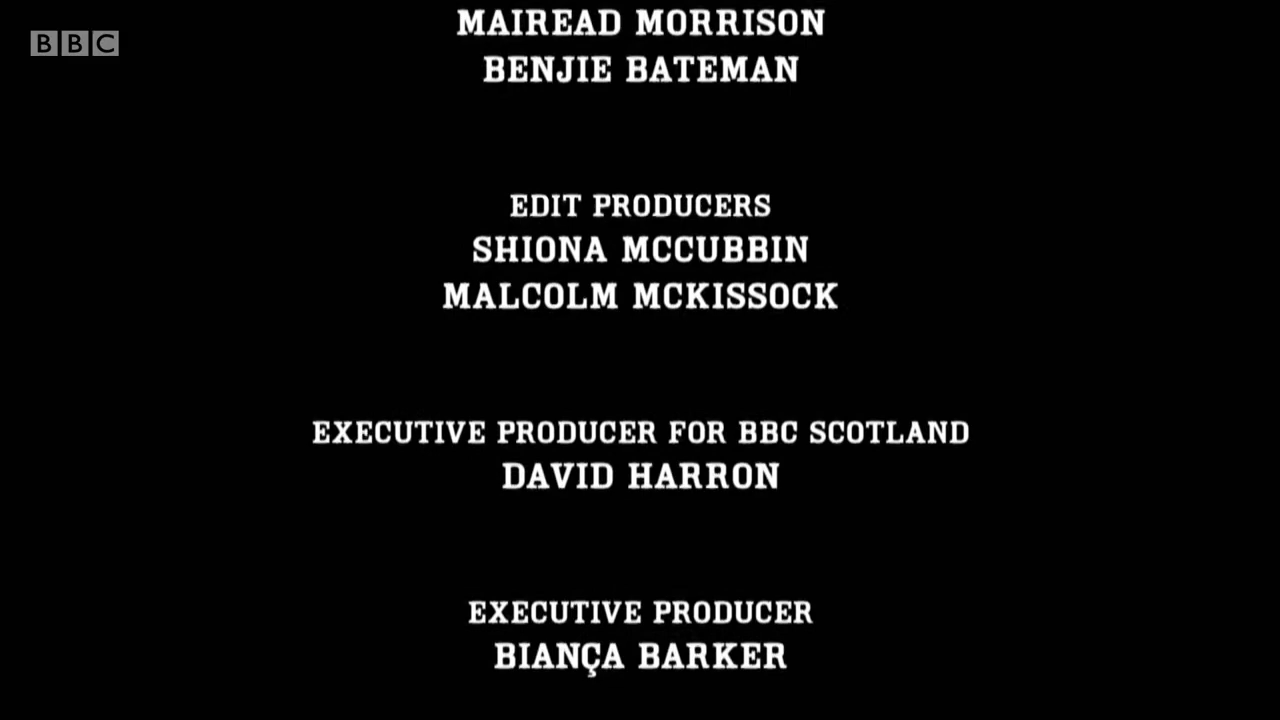 BBC
MAIREAD MORRISON
BENJIE BATEMAN
EDIT PRODUCERS
SHIONA MCCUBBIN
MALCOLM MCKISSOCK
EXECUTIVE PRODUCER FOR BBC SCOTLAND
DAVID HARRON
EXECUTIVE PRODUCER
BIANÇA BARKER